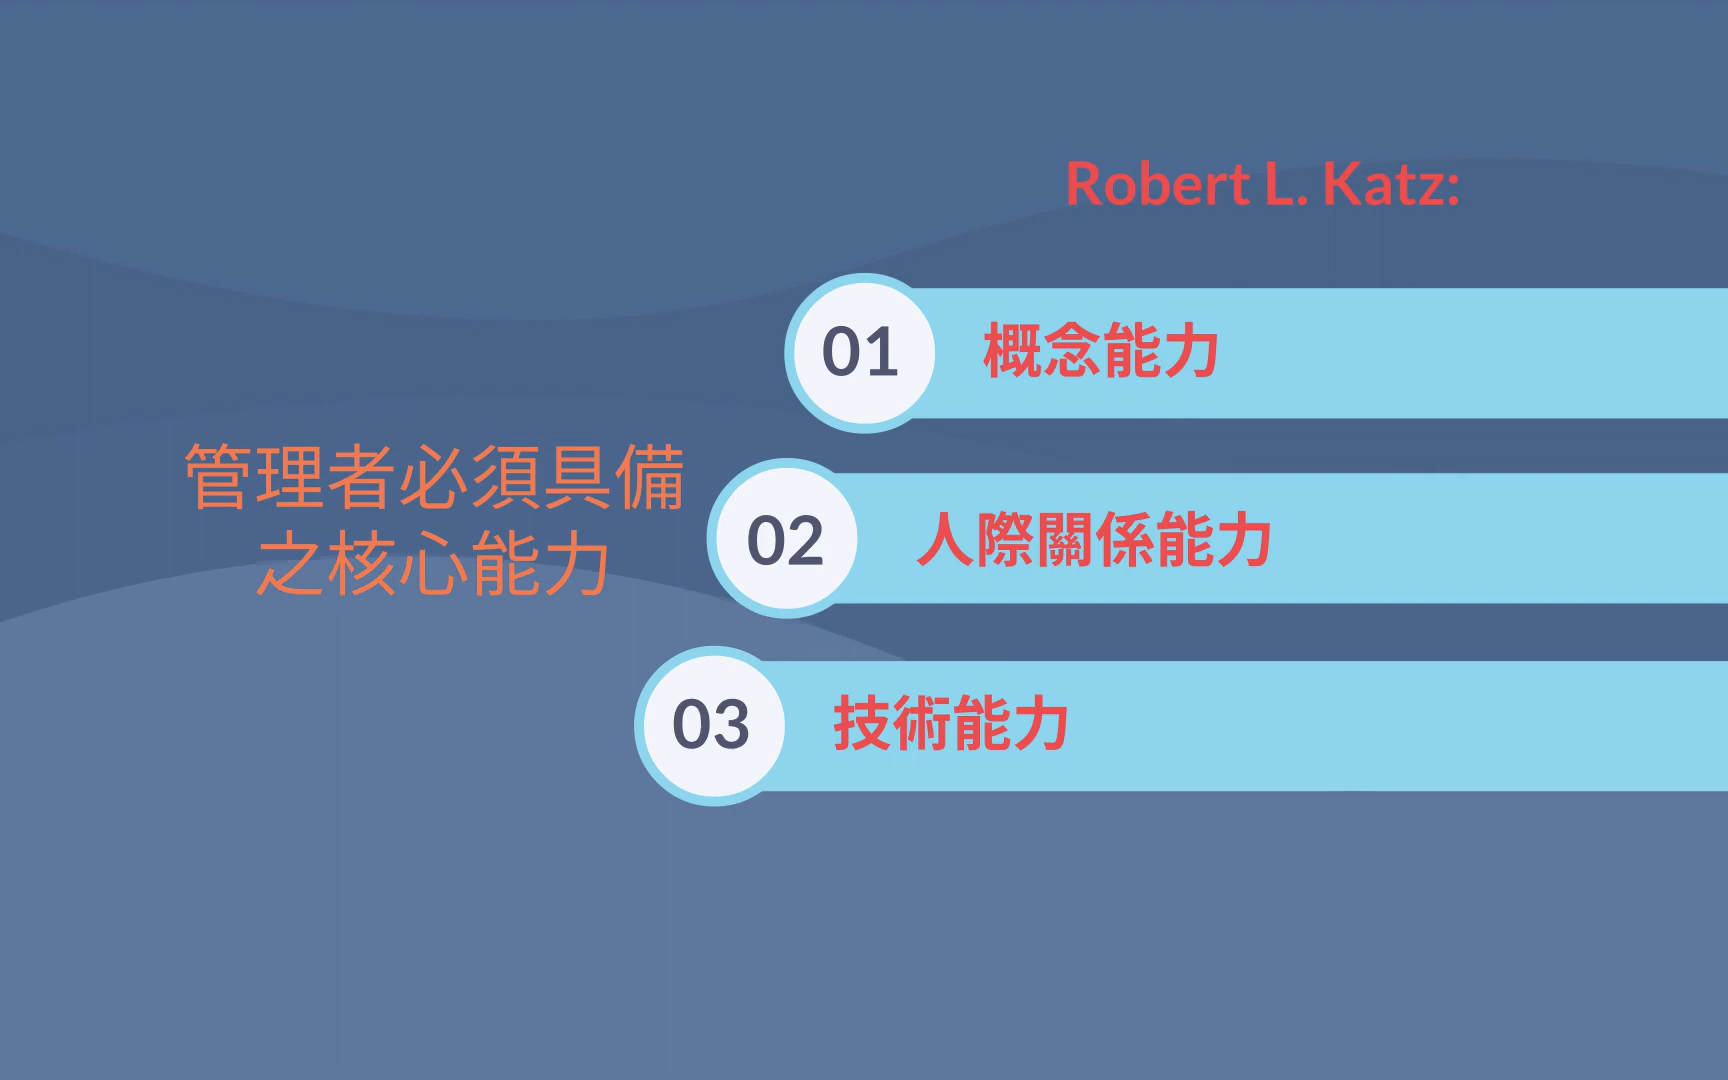 Robert L. Katz:
01 概念能力
管理者必須具備
之核心能力
02 人際關係能力
03 技術能力